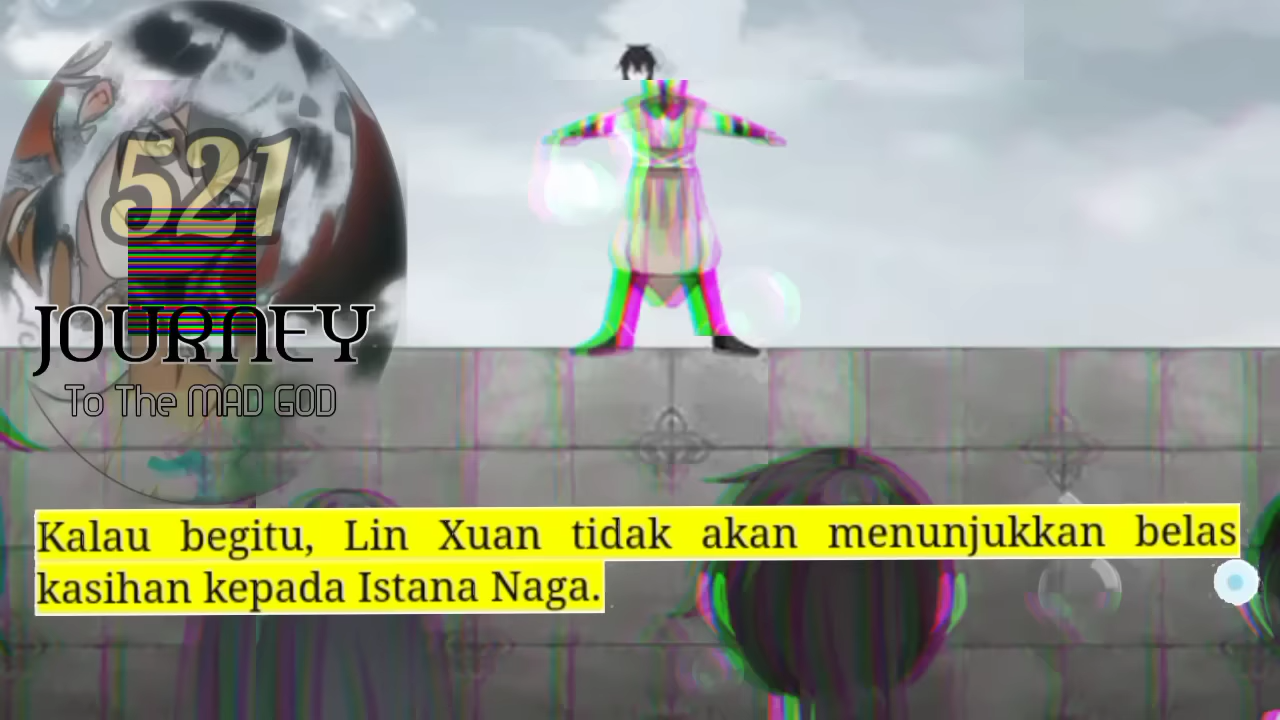 521
JOURNEY
To The MAD GOD
Kalau begitu, Lin Xuan tidak akan menunjukkan belas
kasihan kepada Istana Naga.